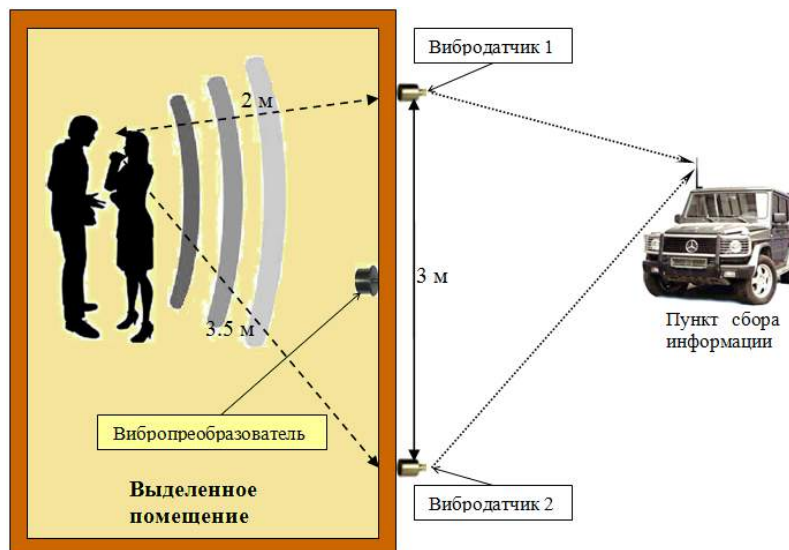 Вибродатчик 1
2 м
3 м
3.5 м
Пункт сбора
информации
Вибропреобразователь
Выделенное
помещение
Вибродатчик 2